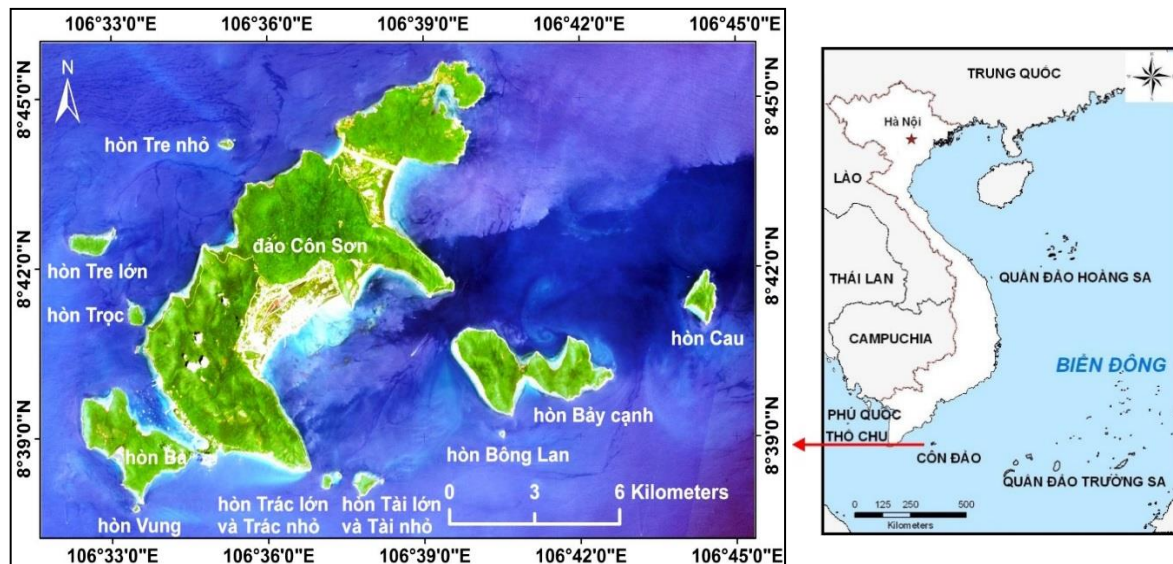 106°33'0"E
106°36'0"E
106°39'0"E
106°42'0"E
106°45'0"E
8°45'0"N
8°42'0"N
8°39'0"N
N
hòn Tre nhỏ
đảo Côn Sơn
hòn Tre lớn
hòn Trọc
hòn Cau
hòn Bảy cạnh
hòn Bông Lan
hòn Bà
hòn Vung
hòn Trác lớn
và Trác nhỏ
hòn Tài lớn
và Tài nhỏ
0 3 6 Kilometers
8°45'0"N
8°42'0"N
8°39'0"N
106°33'0"E
106°36'0"E
106°39'0"E
106°42'0"E
106°45'0"E
TRUNG QUỐC
Hà Nội
LÀO
THÁI LAN
QUẦN ĐẢO HOÀNG SA
CAMPUCHIA
BIỂN ĐÔNG
PHÚ QUỐC
THỔ CHU
CÔN ĐẢO
QUẦN ĐẢO TRƯỜNG SA
0 125 250 500
Kilometers